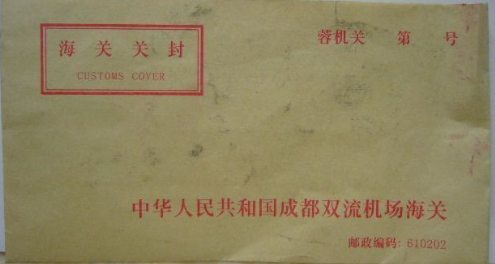 海关关封
CUSTOMS COVER
蓉机关 第 号
中华人民共和国成都双流机场海关
邮政编码: 610202